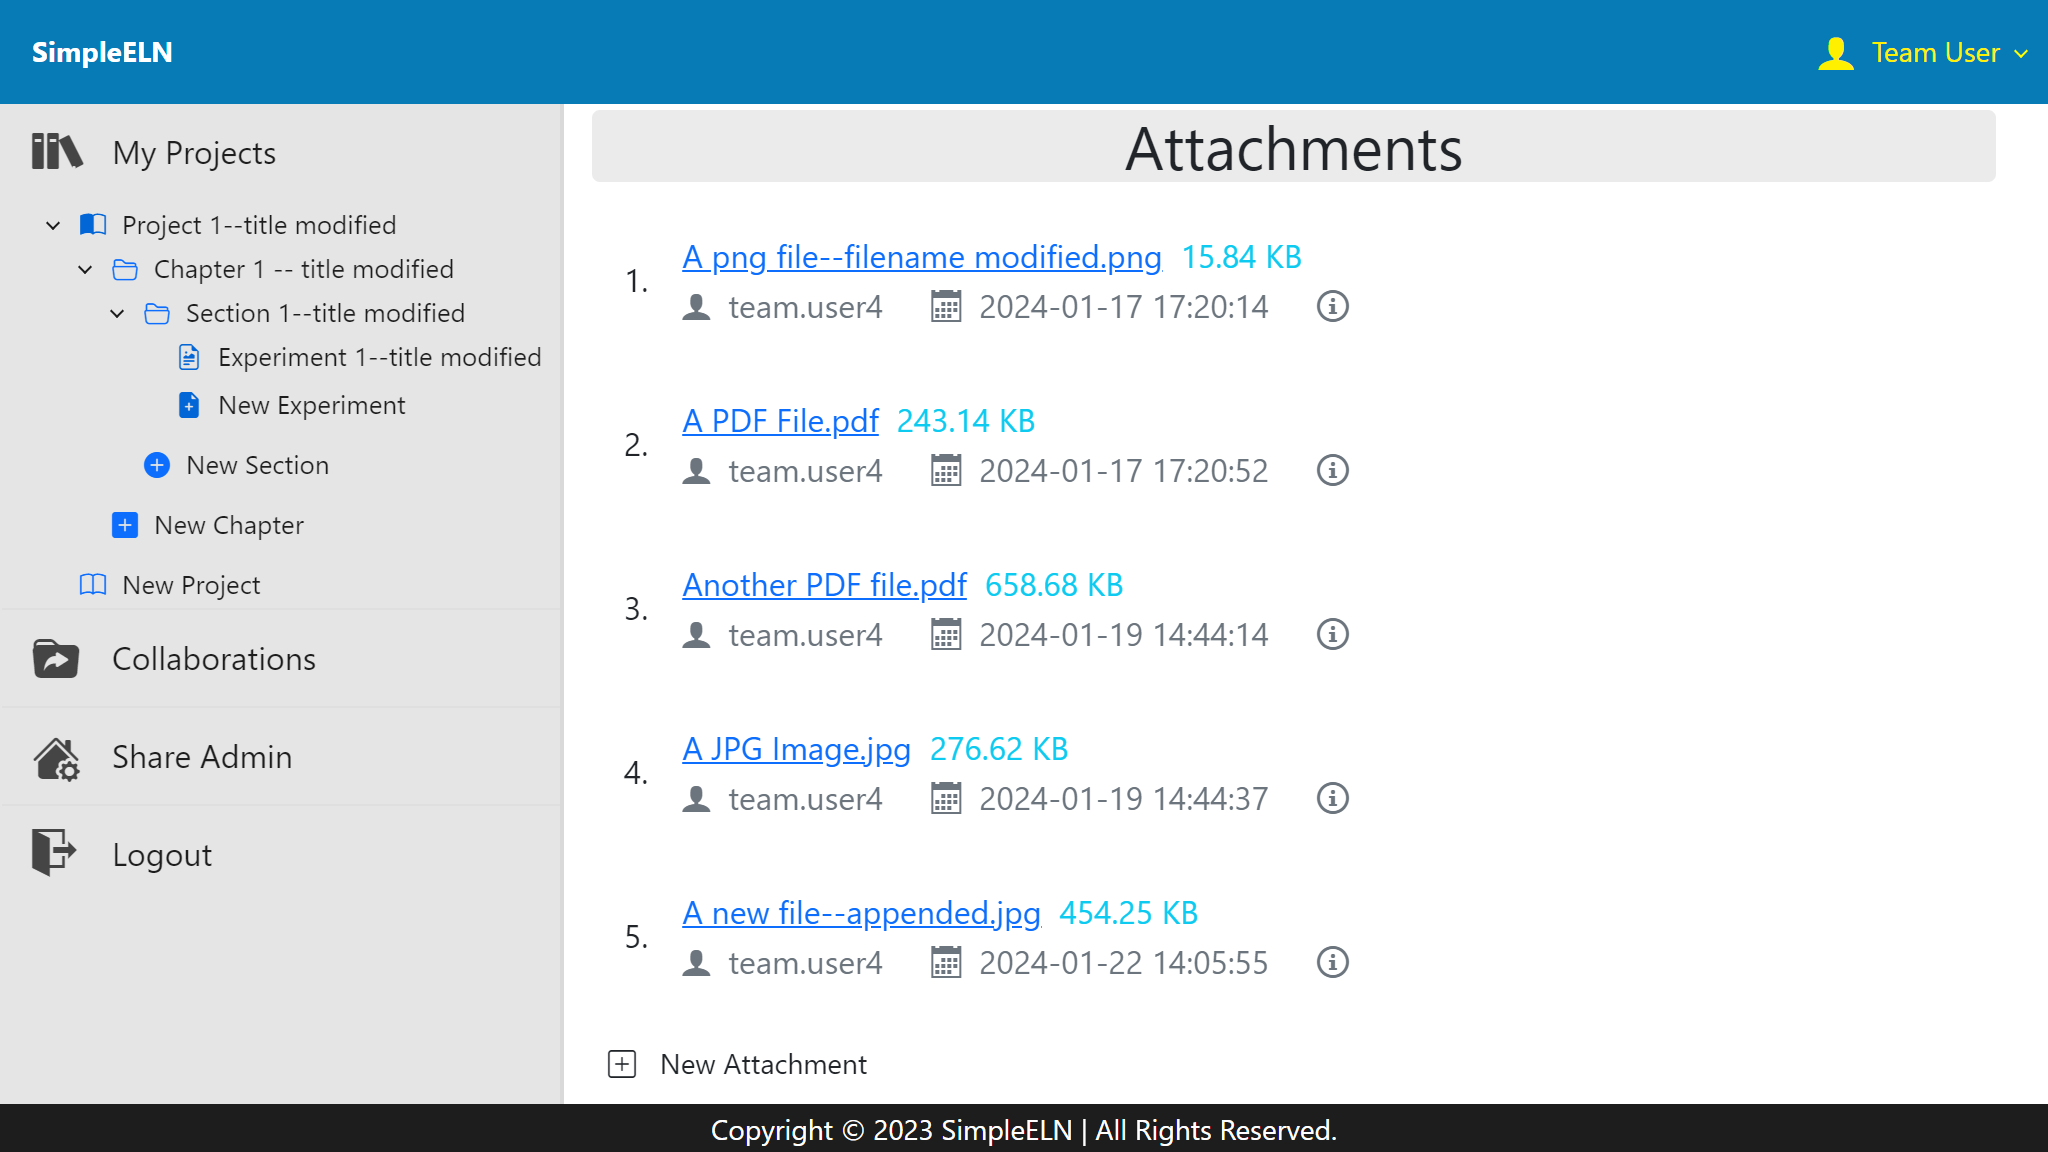 SimpleELN
Team User
My Projects
Project 1--title modified
Chapter 1 -- title modified
Section 1--title modified
Experiment 1--title modified
New Experiment
New Section
New Chapter
New Project
Collaborations
Share Admin
Logout
Attachments
1.
A png file--filename modified.png 15.84 KB
team.user4 2024-01-17 17:20:14
2.
A PDF File.pdf 243.14 KB
team.user4 2024-01-17 17:20:52
3.
Another PDF file.pdf 658.68 KB
team.user4 2024-01-19 14:44:14
4.
A JPG Image.jpg 276.62 KB
team.user4 2024-01-19 14:44:37
5.
A new file--appended.jpg 454.25 KB
team.user4 2024-01-22 14:05:55
New Attachment
Copyright © 2023 SimpleELN | All Rights Reserved.